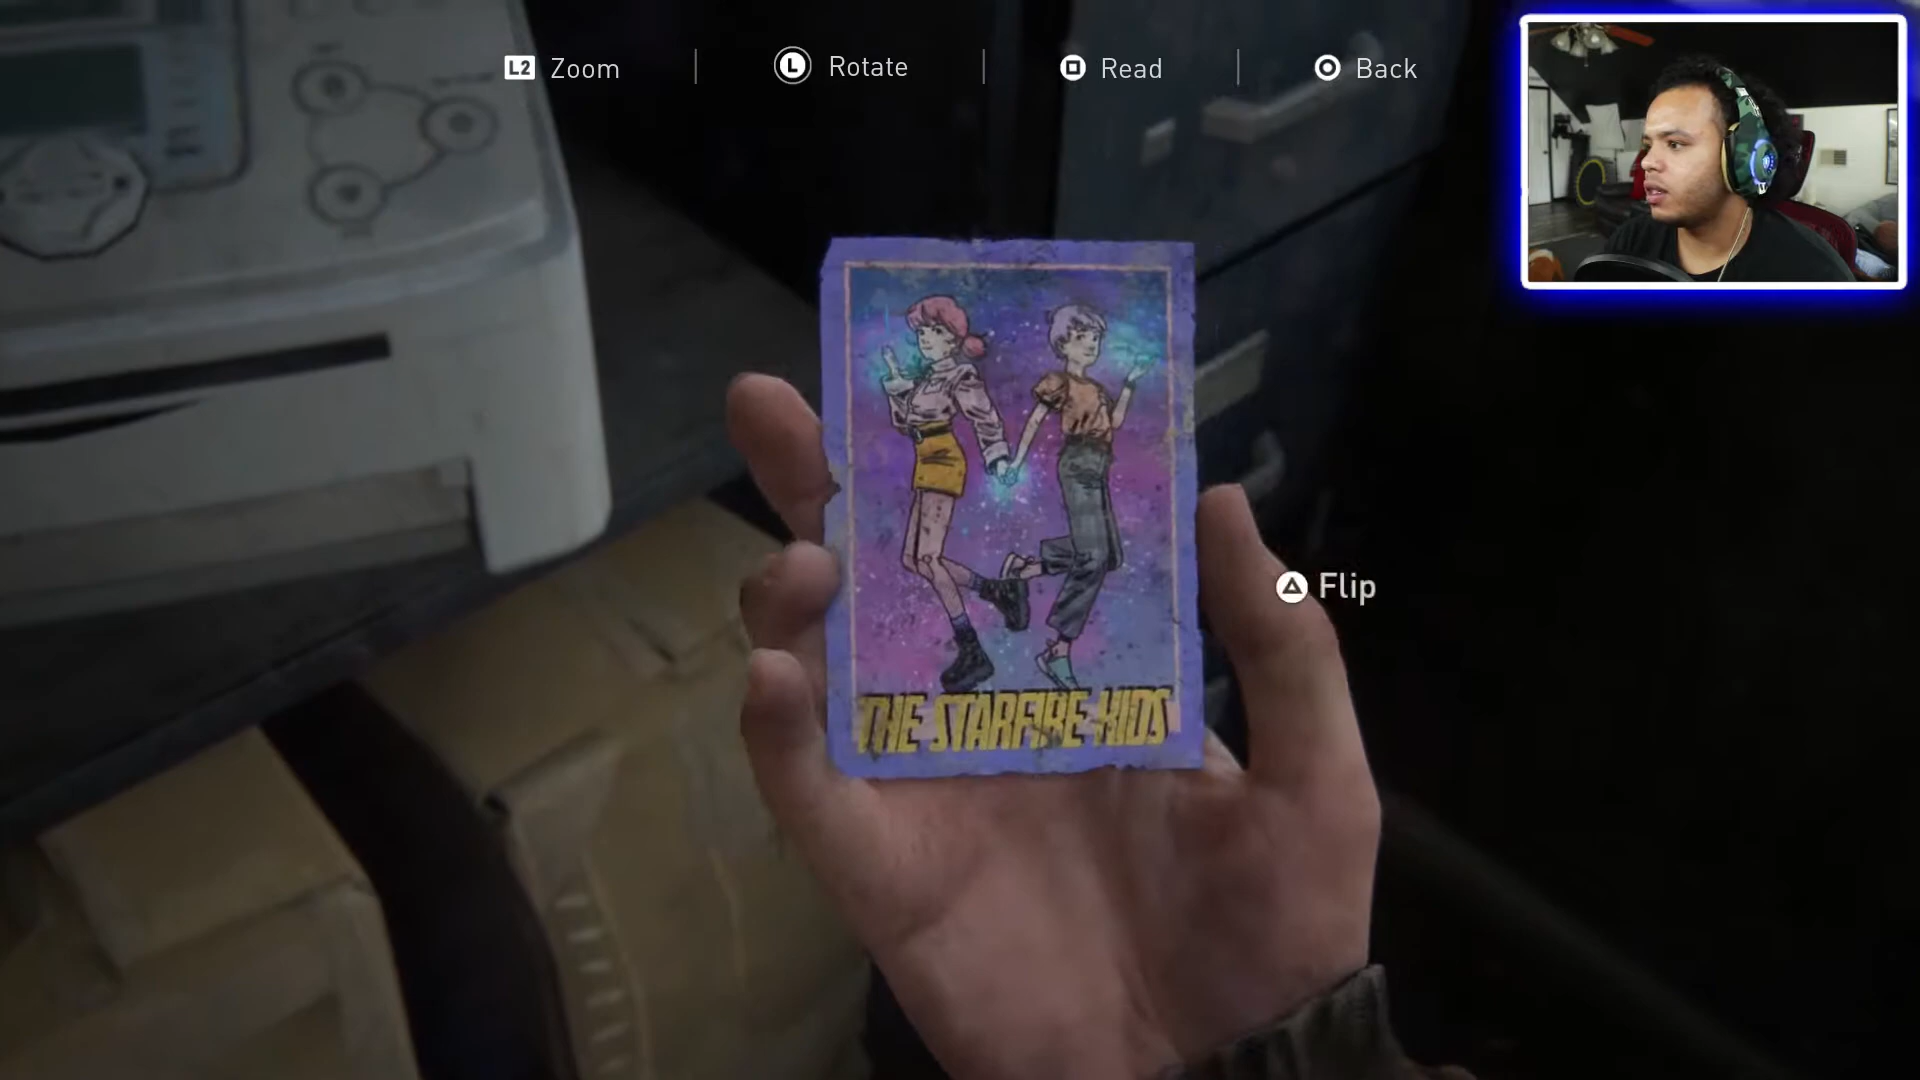 L2 Zoom
L Rotate
Read
Back
Flip
THE STARFIRE KIDS